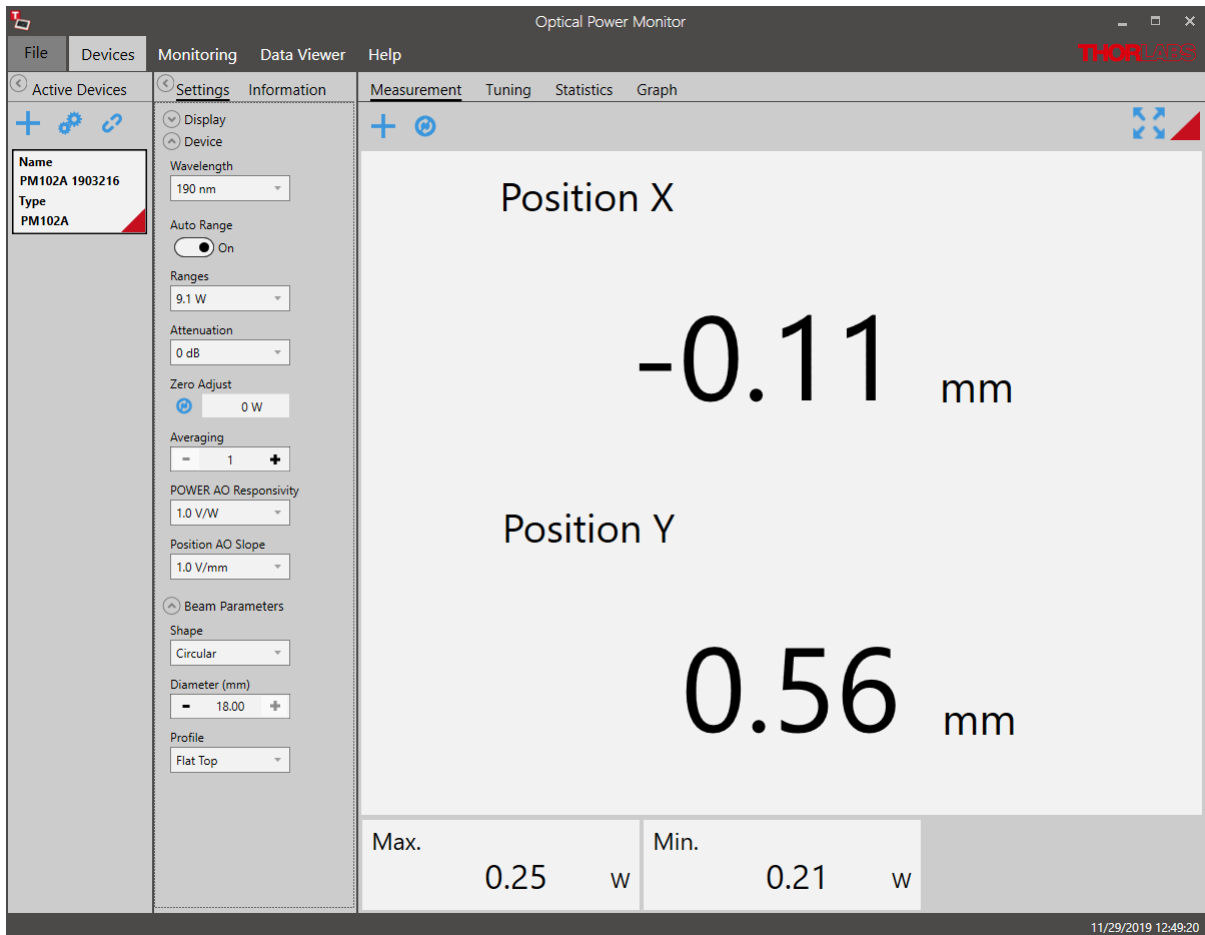 Optical Power Monitor
File Devices Monitoring Data Viewer Help
THORLABS
Active Devices
Name
PM102A 1903216
Type
PM102A
Settings Information
Display
Device
Wavelength
190 nm
Auto Range
On
Ranges
9.1 W
Attenuation
0 dB
Zero Adjust
0 W
Averaging
- 1 +
POWER AO Responsivity
1.0 V/W
Position AO Slope
1.0 V/mm
Beam Parameters
Shape
Circular
Diameter (mm)
- 18.00 +
Profile
Flat Top
Measurement Tuning Statistics Graph
Position X
-0.11 mm
Position Y
0.56 mm
Max.
0.25 W
Min.
0.21 W
11/29/2019 12:49:20